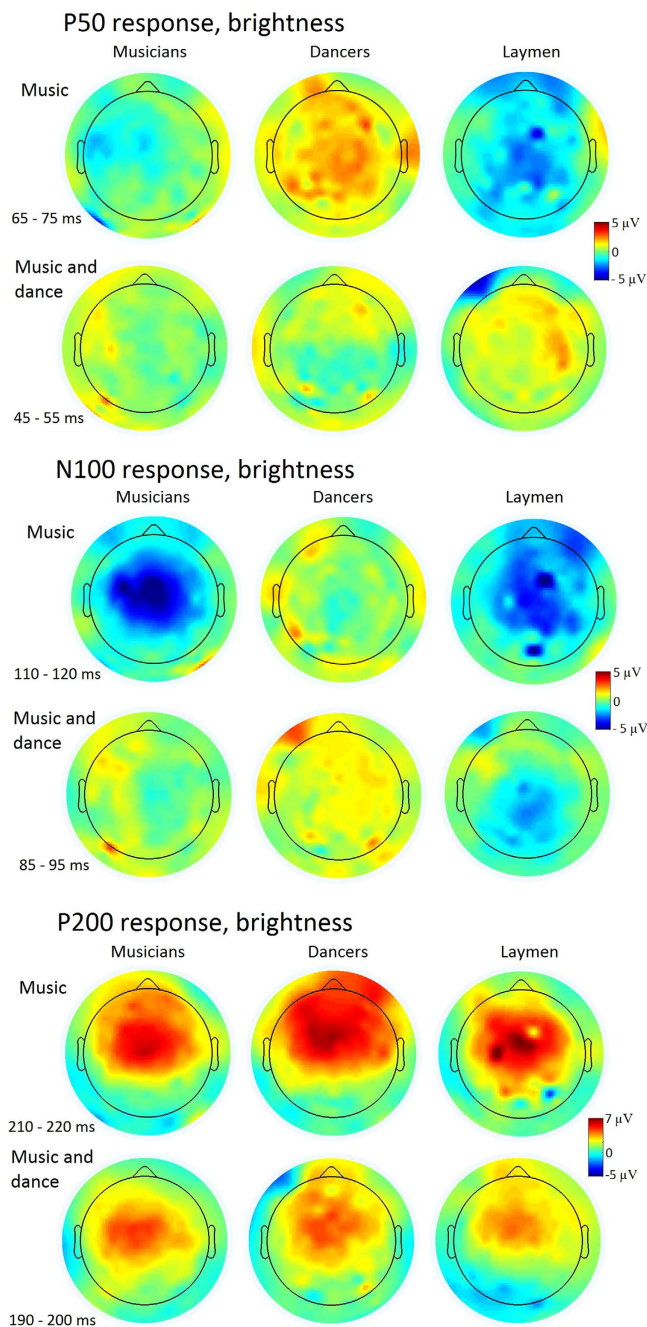 P50 response, brightness
Musicians Dancers Laymen
Music
65 - 75 ms
5 µV
0
- 5 µV
Music and
dance
45 - 55 ms
N100 response, brightness
Musicians Dancers Laymen
Music
110 - 120 ms
5 µV
0
- 5 µV
Music and
dance
85 - 95 ms
P200 response, brightness
Musicians Dancers Laymen
Music
210 - 220 ms
7 µV
0
-5 µV
Music and
dance
190 - 200 ms